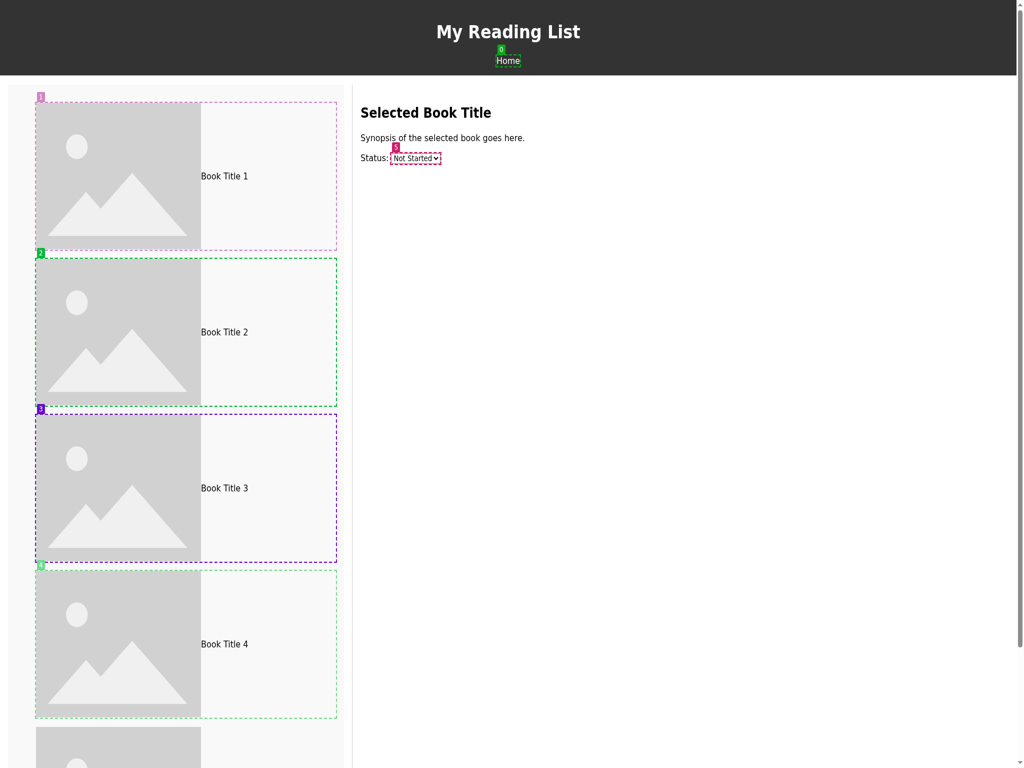 My Reading List
0
Home
1
Book Title 1
2
Book Title 2
3
Book Title 3
4
Book Title 4
Selected Book Title
Synopsis of the selected book goes here.
5
Status: Not Started